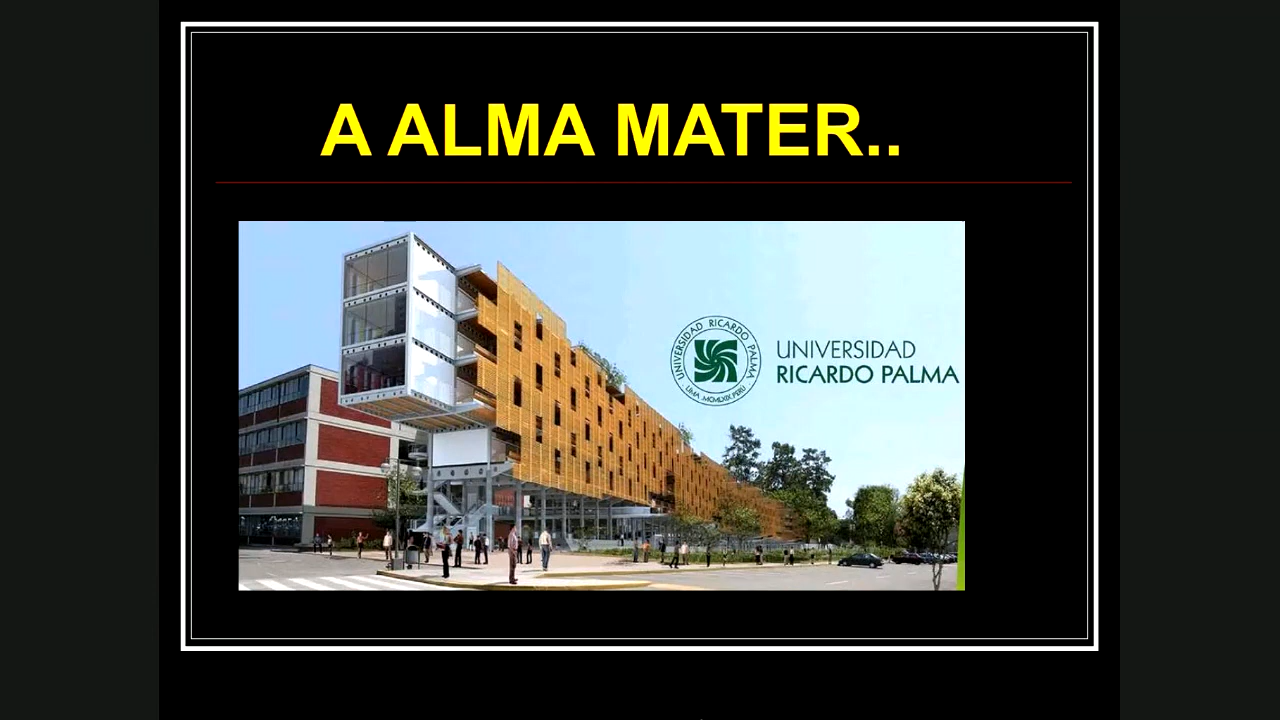 A ALMA MATER..
UNIVERSIDAD RICARDO PALMA
LIMA .MCMLXIX.PERU
UNIVERSIDAD
RICARDO PALMA